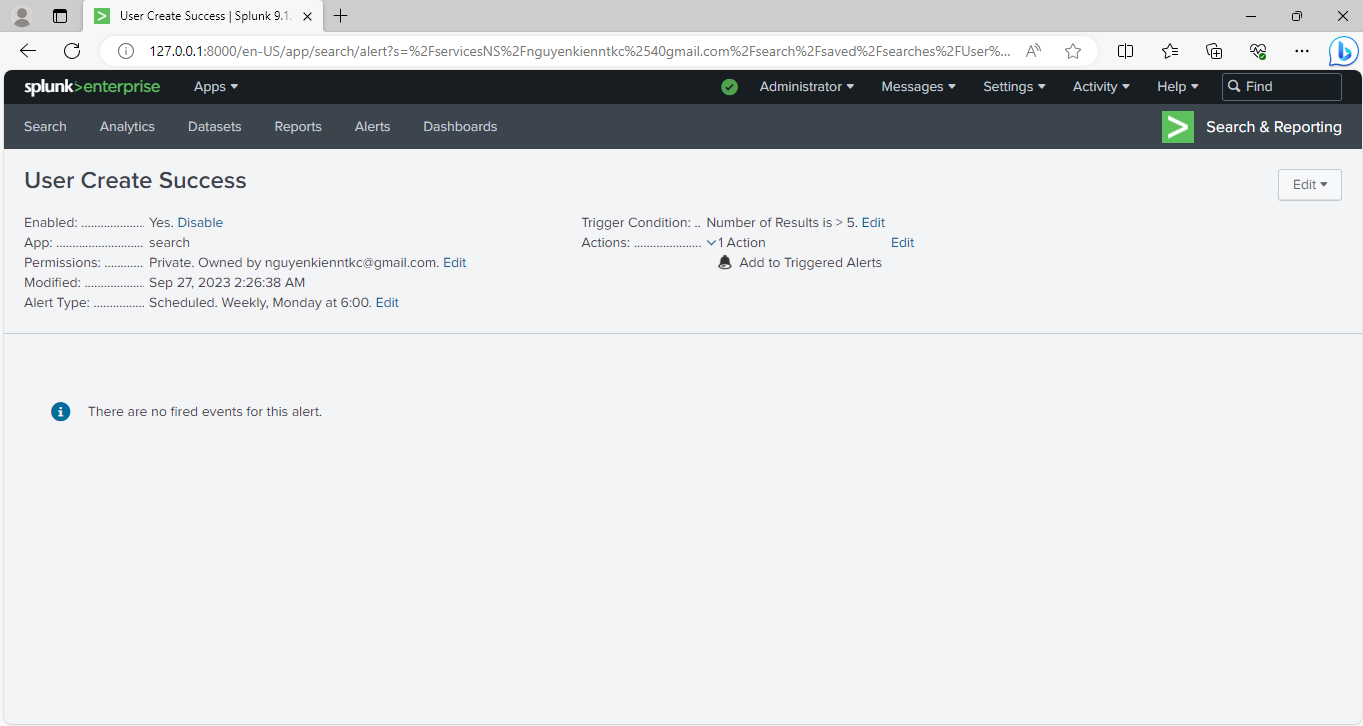 User Create Success | Splunk 9.1.
127.0.0.1:8000/en-US/app/search/alert?s=%2FservicesNS%2Fnguyenkienntkc%2540gmail.com%2Fsearch%2Fsaved%2Fsearches%2FUser%...
splunk>enterprise Apps Administrator Messages Settings Activity Help Find
Search Analytics Datasets Reports Alerts Dashboards Search & Reporting
User Create Success Edit
Enabled: ................... Yes. Disable
App: .......................... search
Permissions: ............ Private. Owned by nguyenkienntkc@gmail.com. Edit
Modified: .................. Sep 27, 2023 2:26:38 AM
Alert Type: ................ Scheduled. Weekly, Monday at 6:00. Edit
Trigger Condition: .. Number of Results is > 5. Edit
Actions: .................... 1 Action Edit
Add to Triggered Alerts
There are no fired events for this alert.